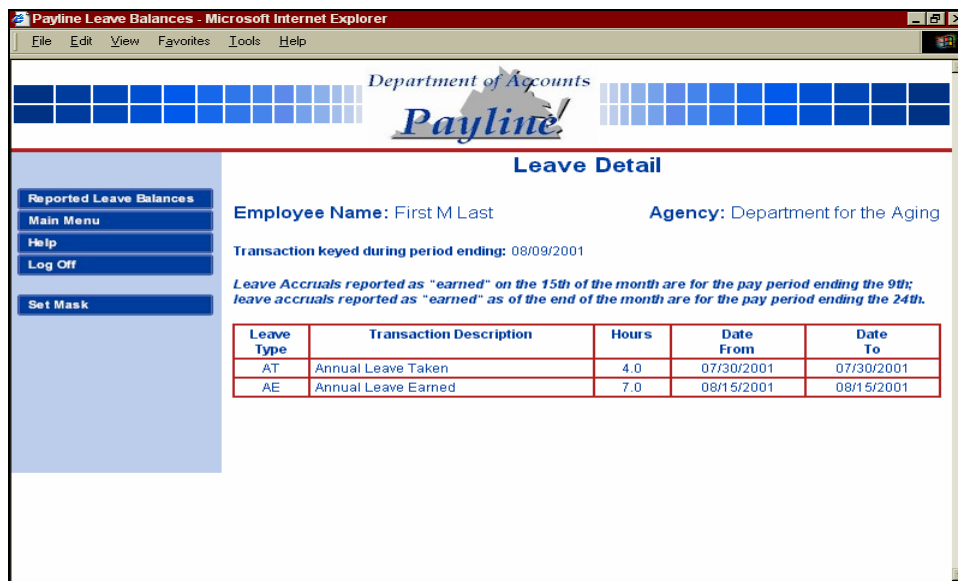 Payline Leave Balances - Microsoft Internet Explorer
File Edit View Favorites Tools Help
Department of Accounts
Payline
Leave Detail
Reported Leave Balances
Main Menu
Help
Log Off
Set Mask
Employee Name: First M Last Agency: Department for the Aging
Transaction keyed during period ending: 08/09/2001
Leave Accruals reported as "earned" on the 15th of the month are for the pay period ending the 9th;
leave accruals reported as "earned" as of the end of the month are for the pay period ending the 24th.
Leave Type Transaction Description Hours Date From Date To
AT Annual Leave Taken 4.0 07/30/2001 07/30/2001
AE Annual Leave Earned 7.0 08/15/2001 08/15/2001